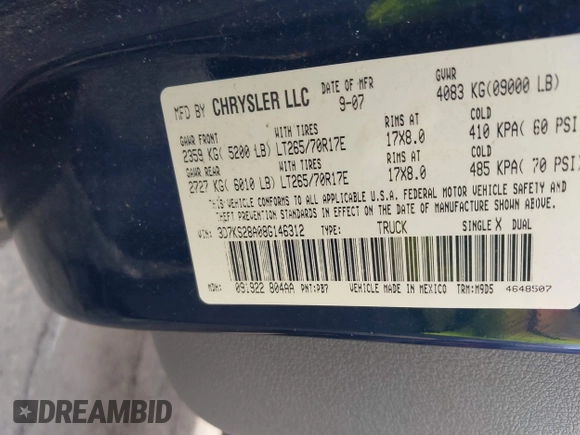 MFD BY CHRYSLER LLC DATE OF MFR 9-07 GVWR 4083 KG(09000 LB)
GAWR FRONT WITH TIRES RIMS AT COLD
2359 KG( 5200 LB) LT265/70R17E 17X8.0 410 KPA( 60 PSI)
GAWR REAR WITH TIRES RIMS AT COLD
2727 KG( 6010 LB) LT265/70R17E 17X8.0 485 KPA( 70 PSI)
THIS VEHICLE CONFORMS TO ALL APPLICABLE U.S.A. FEDERAL MOTOR VEHICLE SAFETY AND
THEFT PREVENTION STANDARDS IN EFFECT ON THE DATE OF MANUFACTURE SHOWN ABOVE.
VIN: 3D7KS28A08G146312 TYPE: TRUCK SINGLE X DUAL
MDH: 091922 804AA PNT:PB7 VEHICLE MADE IN MEXICO TRM:M9D5 4648507
DREAMBID